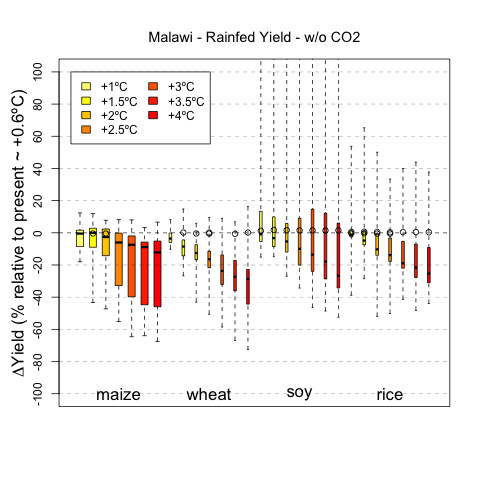 Malawi - Rainfed Yield - w/o CO2
ΔYield (% relative to present ~ +0.6ºC)
100
80
60
40
20
0
-20
-40
-60
-80
-100
+1ºC
+1.5ºC
+2ºC
+2.5ºC
+3ºC
+3.5ºC
+4ºC
maize
wheat
soy
rice